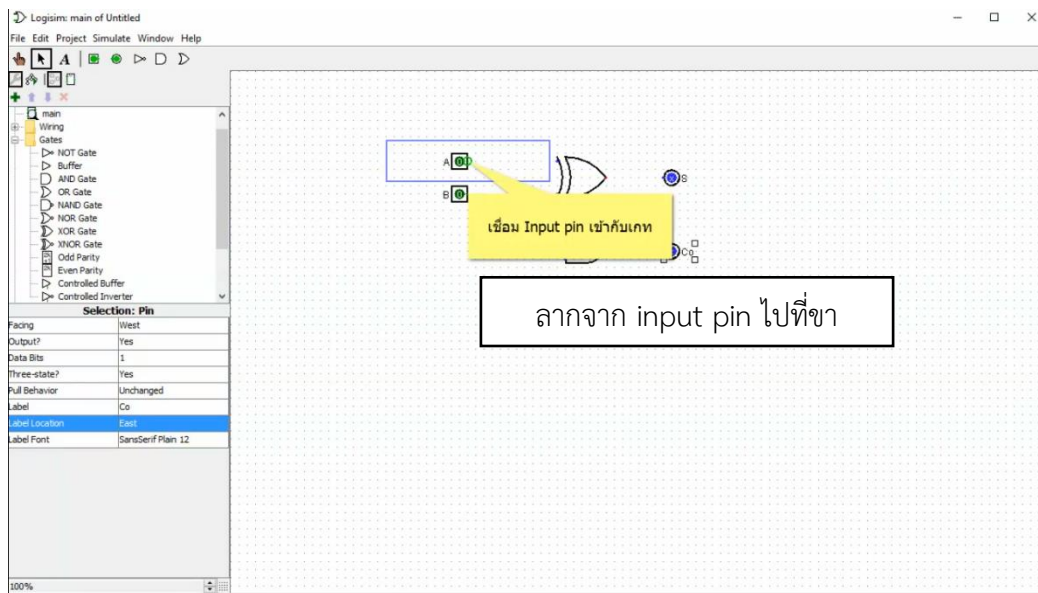 Logisim: main of Untitled
File Edit Project Simulate Window Help
A
main
Wiring
Gates
NOT Gate
Buffer
AND Gate
OR Gate
NAND Gate
NOR Gate
XOR Gate
XNOR Gate
Odd Parity
Even Parity
Controlled Buffer
Controlled Inverter
Selection: Pin
Facing West
Output? Yes
Data Bits 1
Three-state? Yes
Pull Behavior Unchanged
Label Co
Label Location East
Label Font SansSerif Plain 12
100%
A
S
B
เชื่อม Input pin เข้ากับเกท
Co
ลากจาก input pin ไปที่ขา